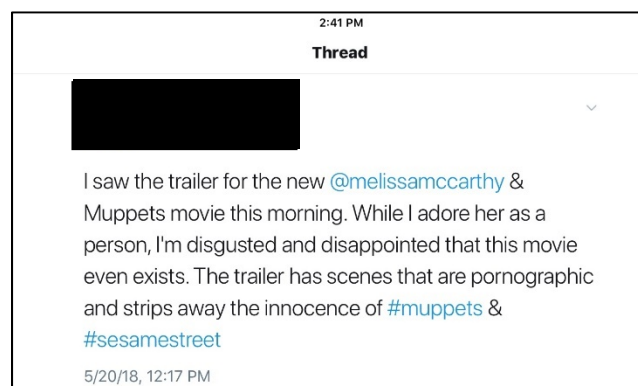 2:41 PM
Thread
I saw the trailer for the new @melissamccarthy &
Muppets movie this morning. While I adore her as a
person, I'm disgusted and disappointed that this movie
even exists. The trailer has scenes that are pornographic
and strips away the innocence of #muppets &
#sesamestreet
5/20/18, 12:17 PM